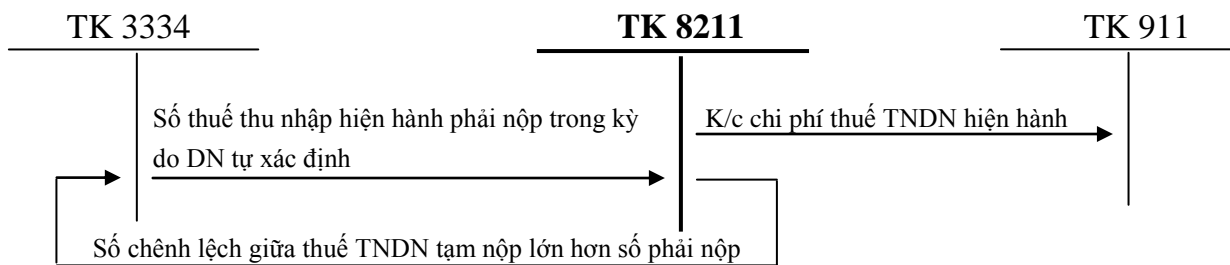 TK 3334
TK 8211
TK 911
Số thuế thu nhập hiện hành phải nộp trong kỳ
do DN tự xác định
K/c chi phí thuế TNDN hiện hành
Số chênh lệch giữa thuế TNDN tạm nộp lớn hơn số phải nộp